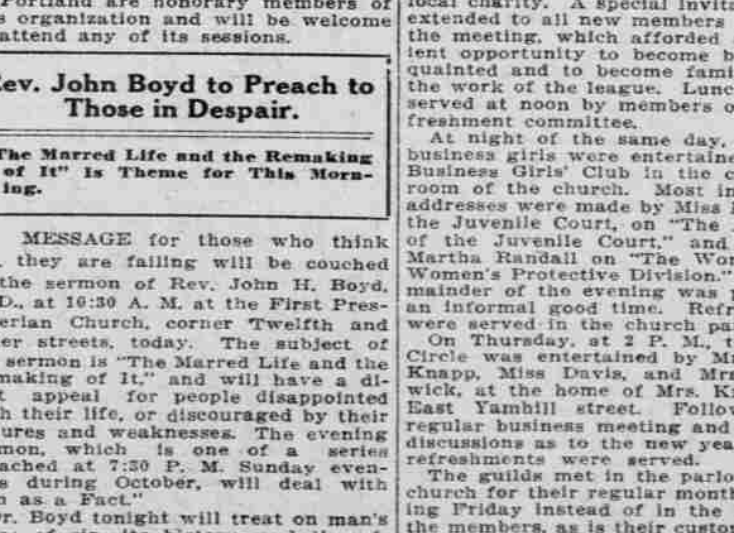 Portland are honorary members of
s organization and will be welcome
attend any of its sessions.
ev. John Boyd to Preach to
Those in Despair.
The Marred Life and the Remaking
of It" Is Theme for This Morn-
ing.
MESSAGE for those who think
they are failing will be couched
the sermon of Rev. John H. Boyd,
D., at 10:30 A. M. at the First Pres-
erian Church, corner Twelfth and
er streets, today. The subject of
sermon is "The Marred Life and the
making of It," and will have a di-
t appeal for people disappointed
h their life, or discouraged by their
ures and weaknesses. The evening
mon, which is one of a series
ached at 7:30 P. M. Sunday even-
s during October, will deal with
n as a Fact."
r. Boyd tonight will treat on man's
local charity. A special invita
extended to all new members
the meeting, which afforded
ient opportunity to become b
quainted and to become fami
the work of the league. Lunc
served at noon by members o
freshment committee.
At night of the same day,
business girls were entertaine
Business Girls' Club in the c
room of the church. Most in
addresses were made by Miss
the Juvenile Court, on "The
of the Juvenile Court," and
Martha Randall on "The Wor
Women's Protective Division."
mainder of the evening was p
an informal good time. Refr
were served in the church pa
On Thursday, at 2 P. M., t
Circle was entertained by M
Knapp, Miss Davis, and Mrs
wick, at the home of Mrs. K
East Yamhill street. Follow
regular business meeting and
discussions as to the new yea
refreshments were served.
The guilds met in the parlo
church for their regular month
ing Friday instead of in the
the members, as is their custo